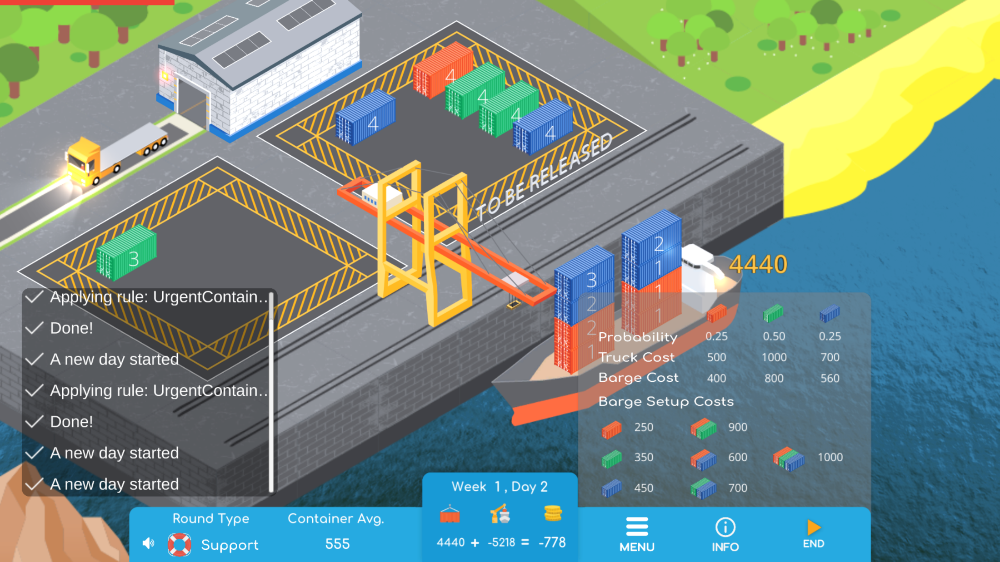 4
4
4
4
4
TO BE RELEASED
3
2
1
1
1
3
2
2
1
4440
Applying rule: UrgentContain...
Done!
A new day started
Applying rule: UrgentContain...
Done!
A new day started
A new day started
Probability 0.25 0.50 0.25
Truck Cost 500 1000 700
Barge Cost 400 800 560
Barge Setup Costs
250 900
350 600 1000
450 700
Week 1, Day 2
4440 + -5218 = -778
Round Type
Support
Container Avg.
555
MENU
INFO
END